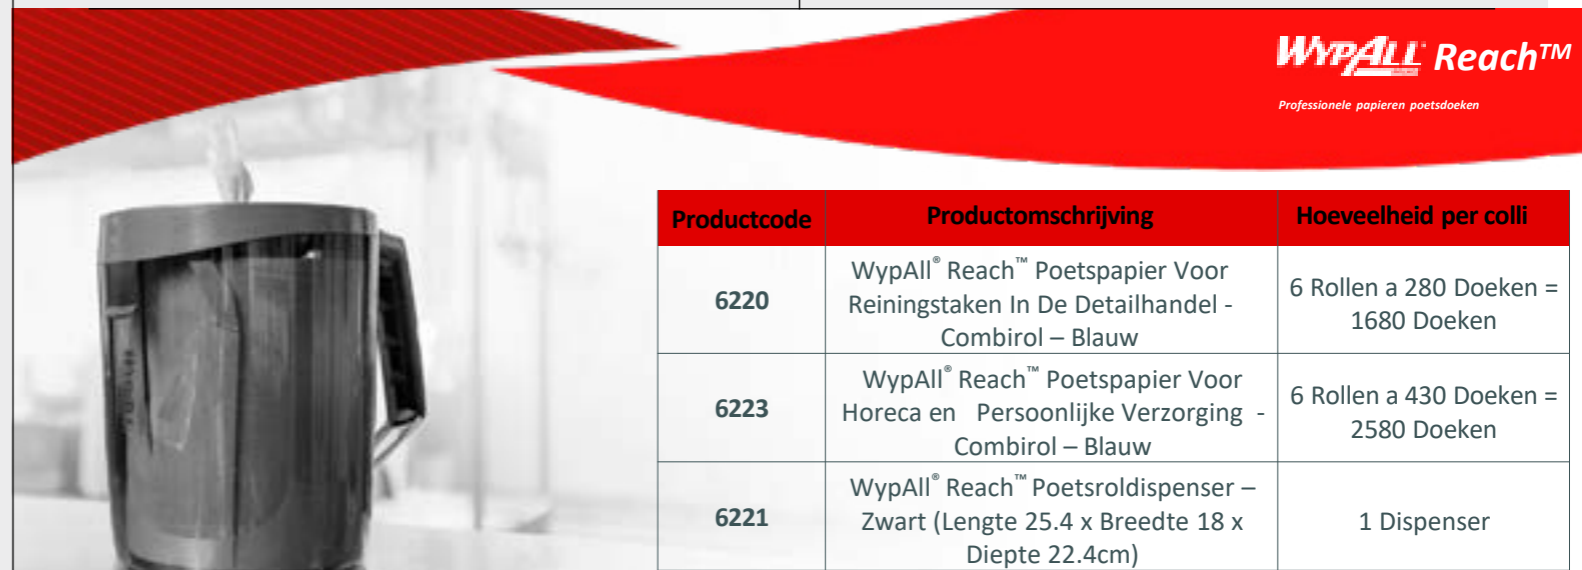 WYPALL Reach™
Professionele papieren poetsdoeken
Productcode
Productomschrijving
Hoeveelheid per colli
6220
WypAll® Reach™ Poetspapier Voor
Reiningstaken In De Detailhandel -
Combirol – Blauw
6 Rollen a 280 Doeken =
1680 Doeken
6223
WypAll® Reach™ Poetspapier Voor
Horeca en Persoonlijke Verzorging -
Combirol – Blauw
6 Rollen a 430 Doeken =
2580 Doeken
6221
WypAll® Reach™ Poetsroldispenser –
Zwart (Lengte 25.4 x Breedte 18 x
Diepte 22.4cm)
1 Dispenser